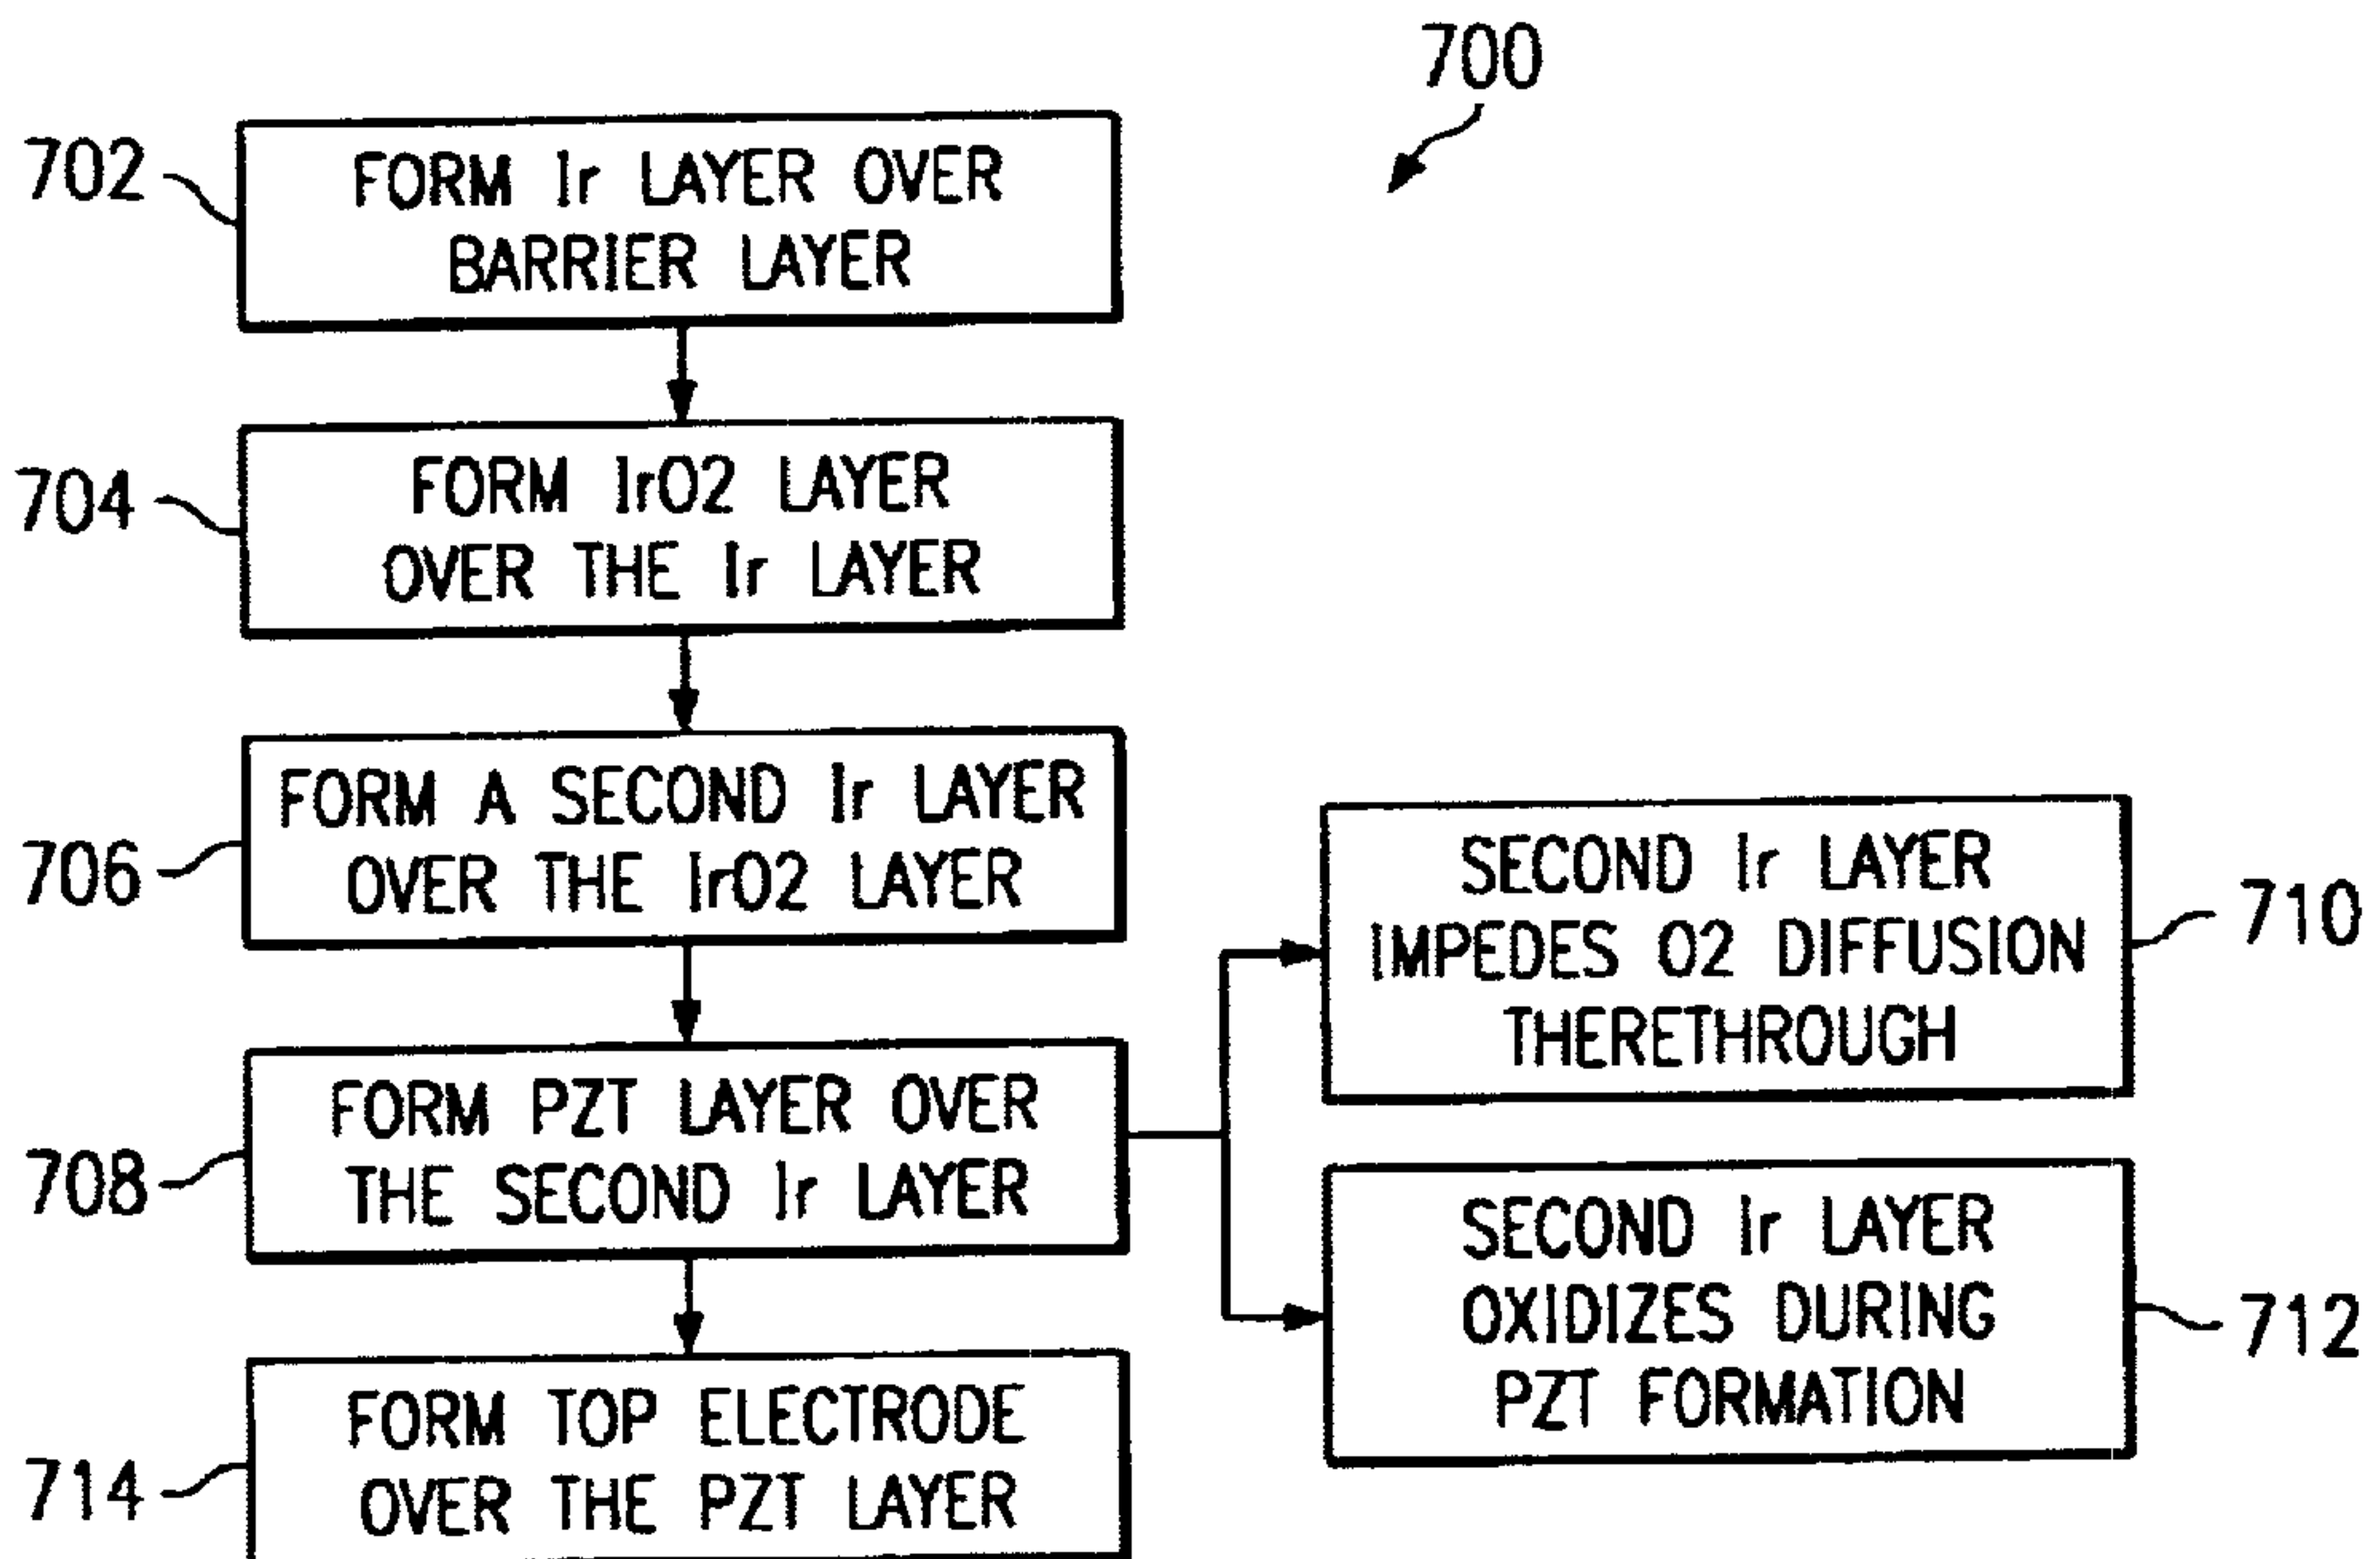 700
702
FORM Ir LAYER OVER
BARRIER LAYER
704
FORM IrO2 LAYER
OVER THE Ir LAYER
706
FORM A SECOND Ir LAYER
OVER THE IrO2 LAYER
708
FORM PZT LAYER OVER
THE SECOND Ir LAYER
SECOND Ir LAYER
IMPEDES O2 DIFFUSION
THERETHROUGH
710
SECOND Ir LAYER
OXIDIZES DURING
PZT FORMATION
712
714
FORM TOP ELECTRODE
OVER THE PZT LAYER